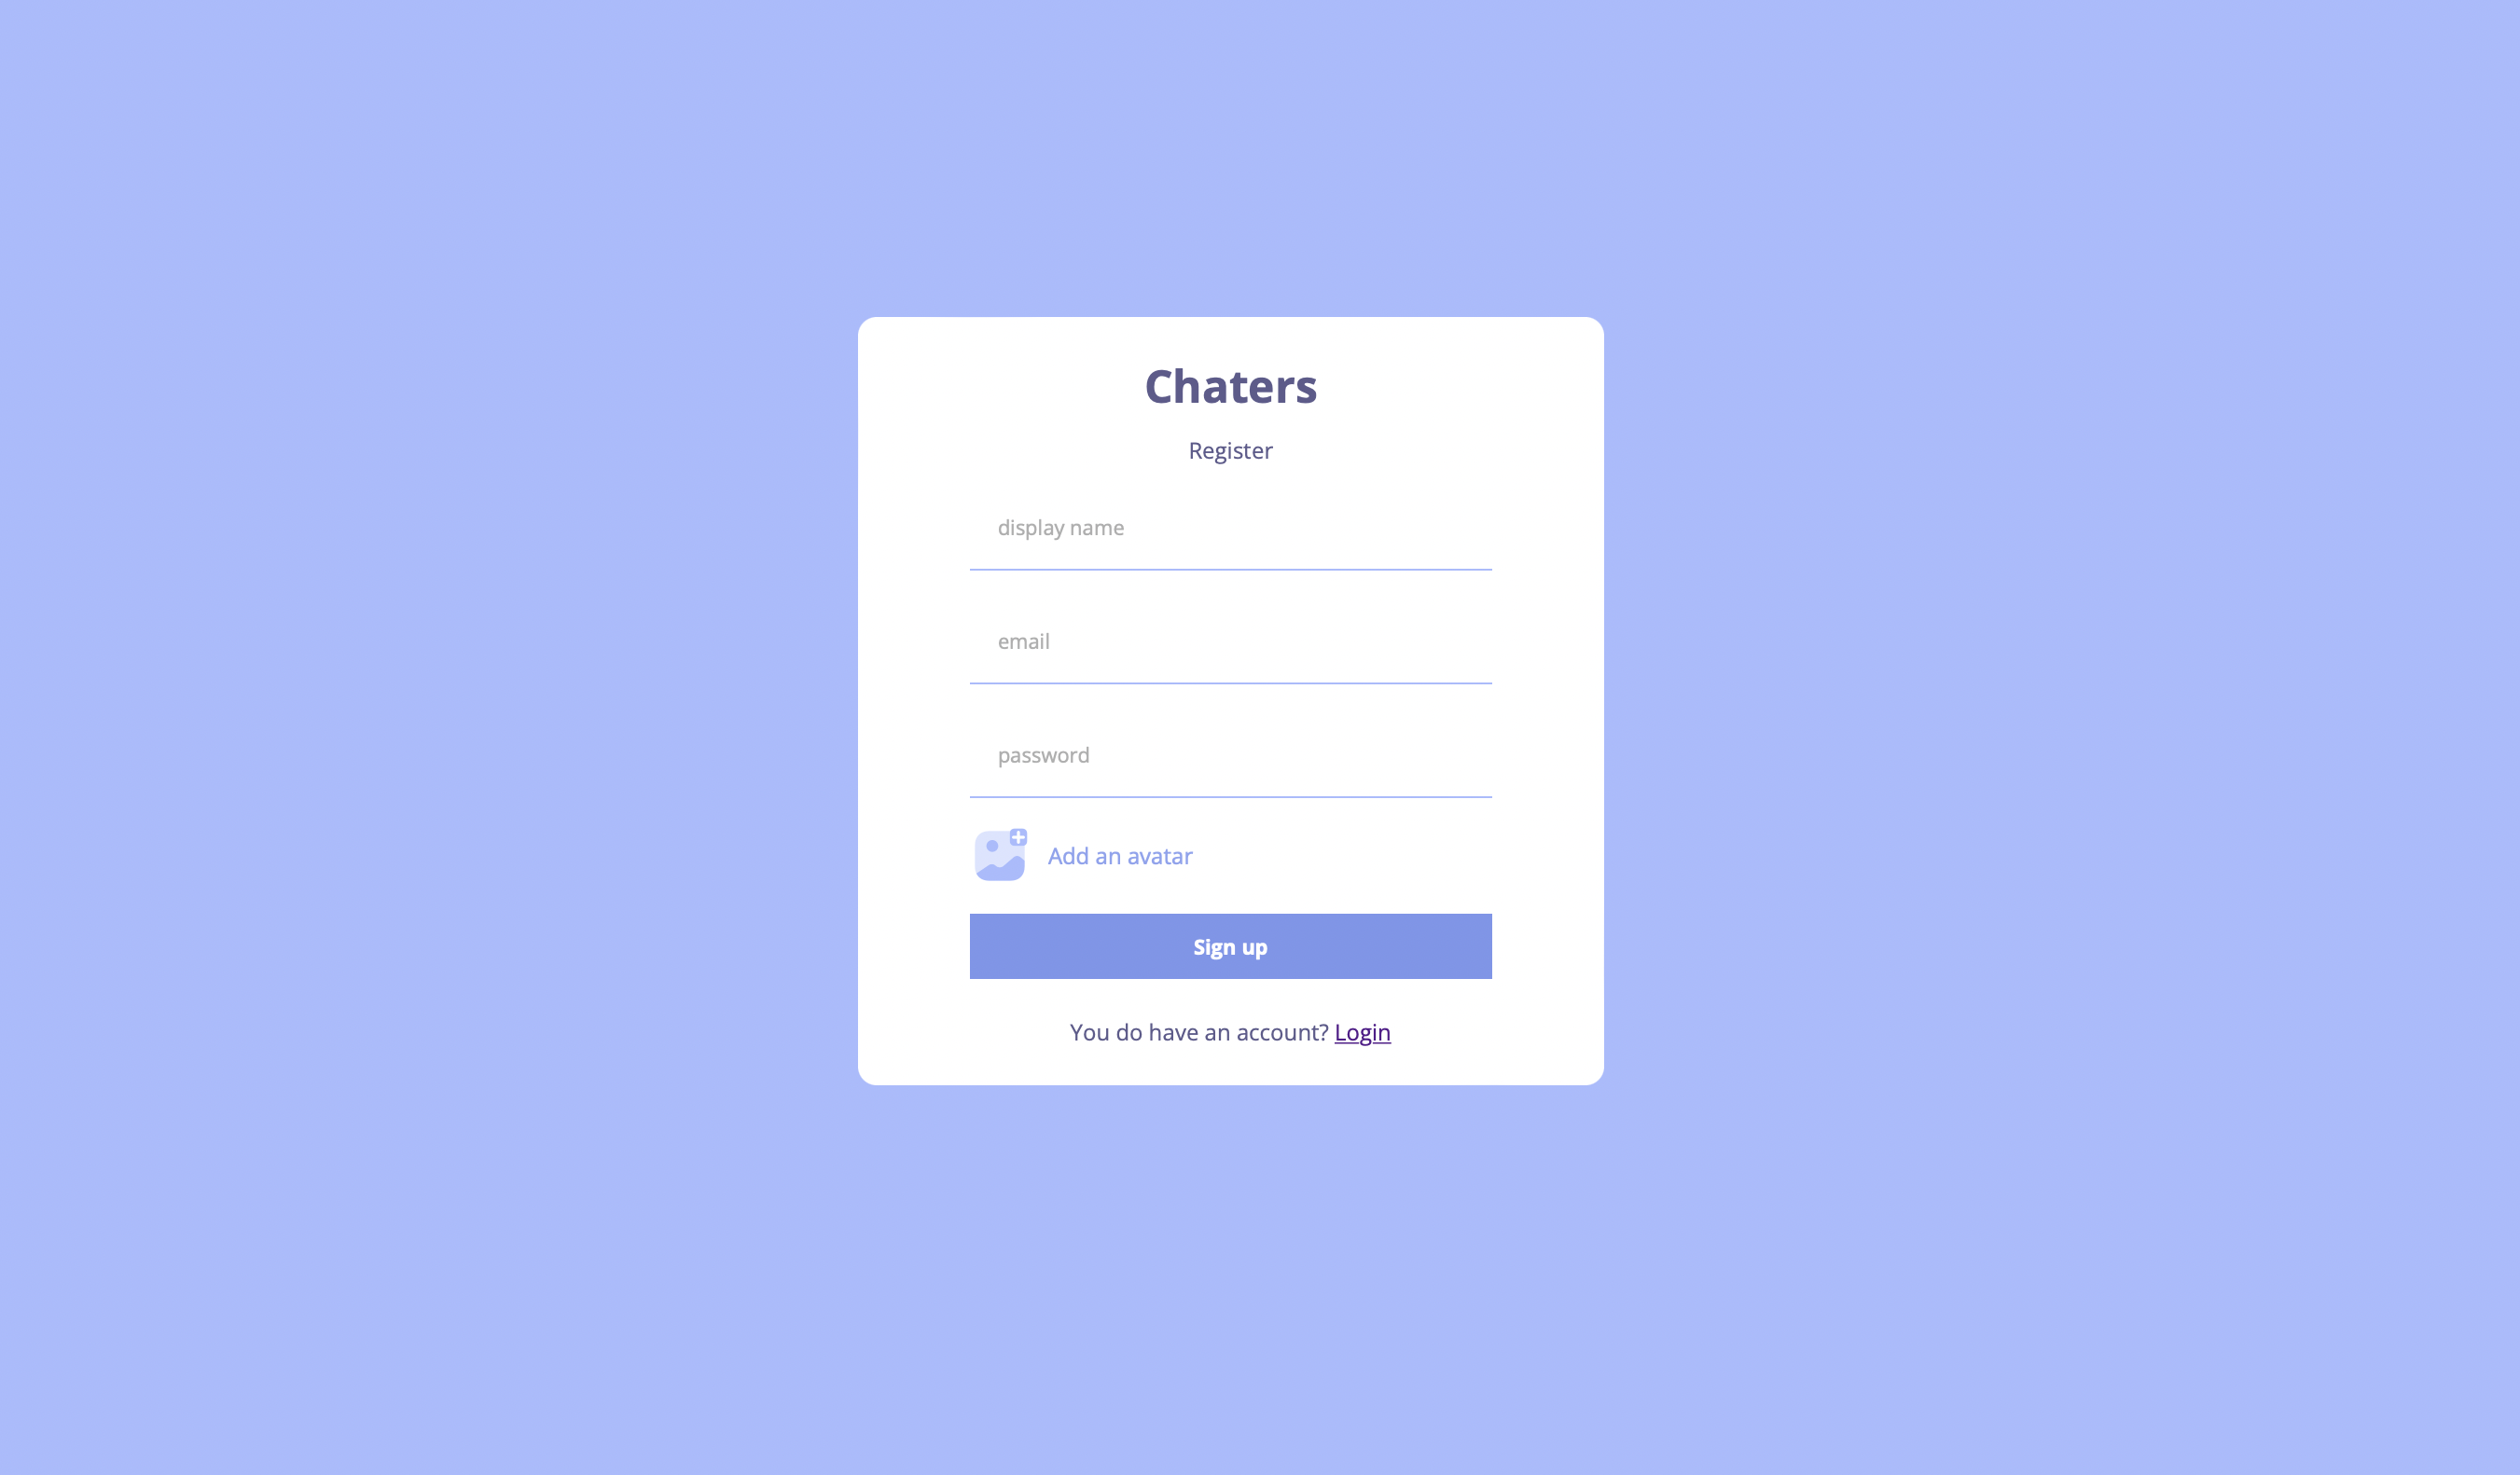 Chaters
Register
display name
email
password
Add an avatar
Sign up
You do have an account? Login